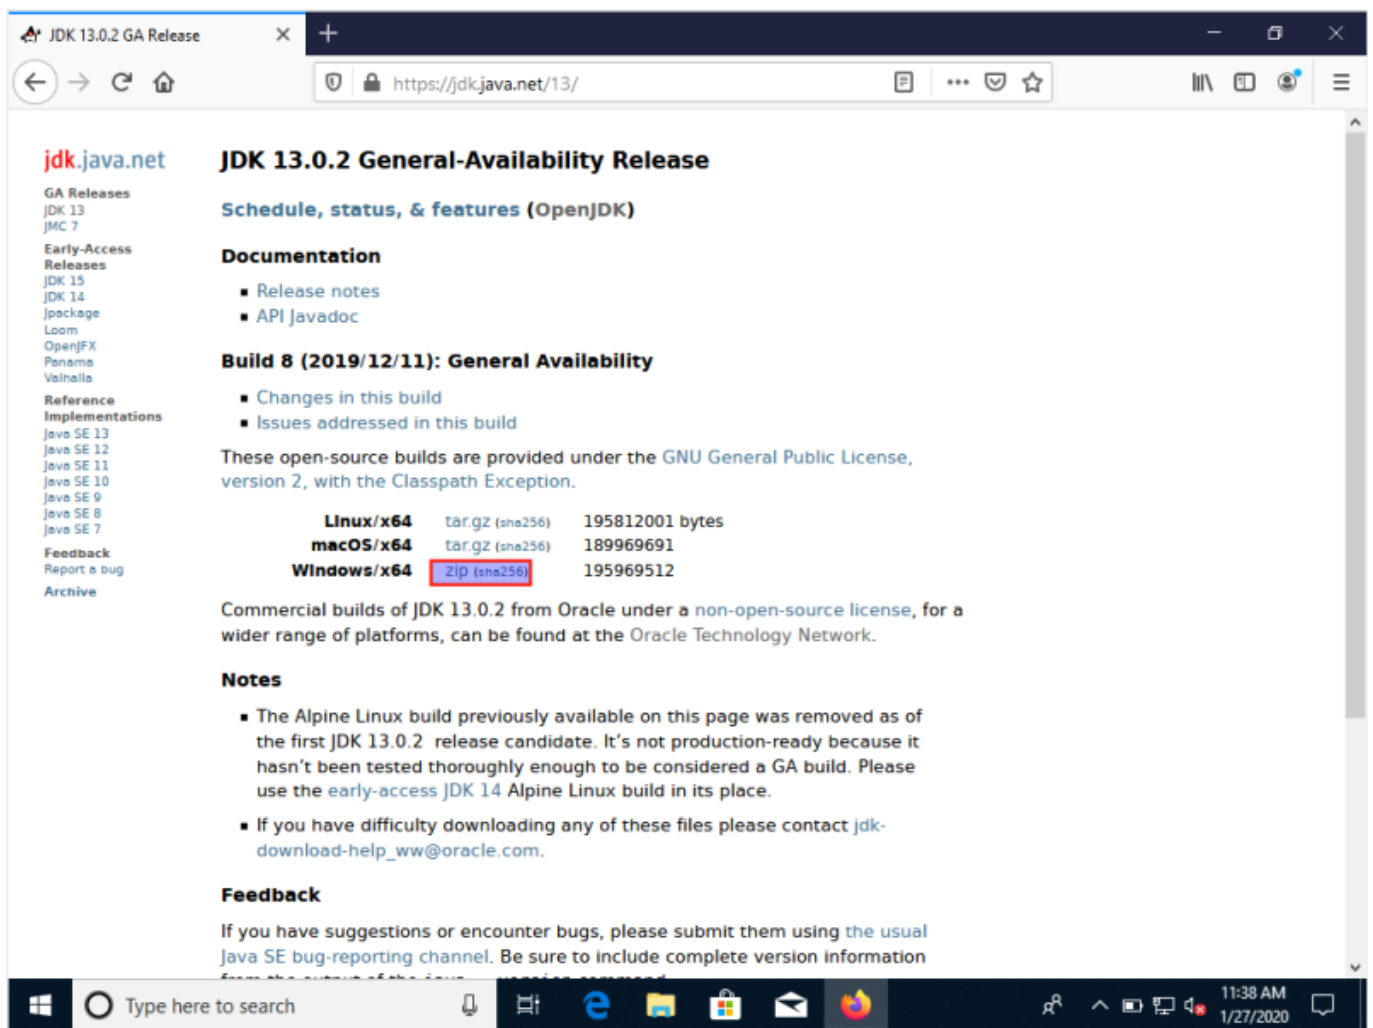 JDK 13.0.2 GA Release
https://jdk.java.net/13/
jdk.java.net
GA Releases
JDK 13
JMC 7
Early-Access
Releases
JDK 15
JDK 14
Jpackage
Loom
OpenJFX
Panama
Valhalla
Reference
Implementations
Java SE 13
Java SE 12
Java SE 11
Java SE 10
Java SE 9
Java SE 8
Java SE 7
Feedback
Report a bug
Archive
JDK 13.0.2 General-Availability Release
Schedule, status, & features (OpenJDK)
Documentation
Release notes
API Javadoc
Build 8 (2019/12/11): General Availability
Changes in this build
Issues addressed in this build
These open-source builds are provided under the GNU General Public License,
version 2, with the Classpath Exception.
Linux/x64 tar.gz (sha256) 195812001 bytes
macOS/x64 tar.gz (sha256) 189969691
Windows/x64 zip (sha256) 195969512
Commercial builds of JDK 13.0.2 from Oracle under a non-open-source license, for a
wider range of platforms, can be found at the Oracle Technology Network.
Notes
The Alpine Linux build previously available on this page was removed as of
the first JDK 13.0.2 release candidate. It's not production-ready because it
hasn't been tested thoroughly enough to be considered a GA build. Please
use the early-access JDK 14 Alpine Linux build in its place.
If you have difficulty downloading any of these files please contact jdk-
download-help_ww@oracle.com.
Feedback
If you have suggestions or encounter bugs, please submit them using the usual
Java SE bug-reporting channel. Be sure to include complete version information
Type here to search
11:38 AM
1/27/2020